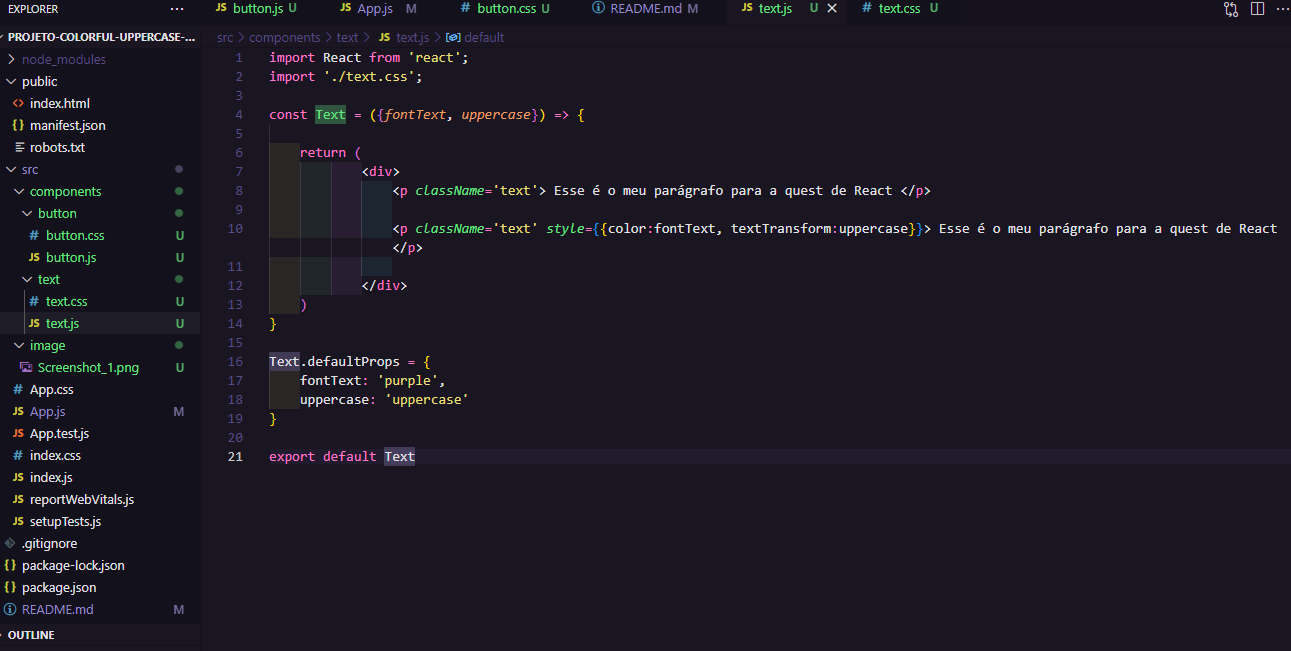 EXPLORER ...
PROJETO-COLORFUL-UPPERCASE-...
node_modules
public
<> index.html
{} manifest.json
robots.txt
src
components
button
# button.css U
JS button.js U
text
# text.css U
JS text.js U
image
Screenshot_1.png U
# App.css
JS App.js M
JS App.test.js
# index.css
JS index.js
JS reportWebVitals.js
JS setupTests.js
.gitignore
{} package-lock.json
{} package.json
README.md M
OUTLINE
JS button.js U JS App.js M # button.css U README.md M JS text.js U # text.css U ...
src > components > text > JS text.js > default
1 import React from 'react';
2 import './text.css';
3
4 const Text = ({fontText, uppercase}) => {
5
6 return (
7 <div>
8 <p className='text'> Esse é o meu parágrafo para a quest de React </p>
9
10 <p className='text' style={{color:fontText, textTransform:uppercase}}> Esse é o meu parágrafo para a quest de React
</p>
11
12 </div>
13 )
14 }
15
16 Text.defaultProps = {
17 fontText: 'purple',
18 uppercase: 'uppercase'
19 }
20
21 export default Text